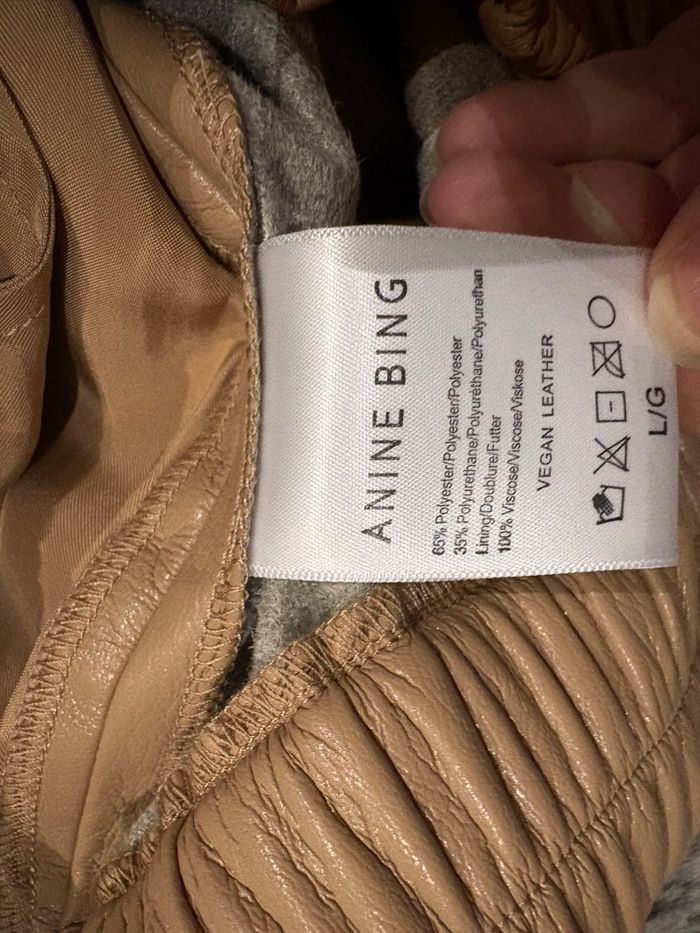 ANINE BING
65% Polyester/Polyester/Polyester
35% Polyurethane/Polyuréthane/Polyurethan
Lining/Doublure/Futter
100% Viscose/Viscose/Viskose
VEGAN LEATHER
L/G